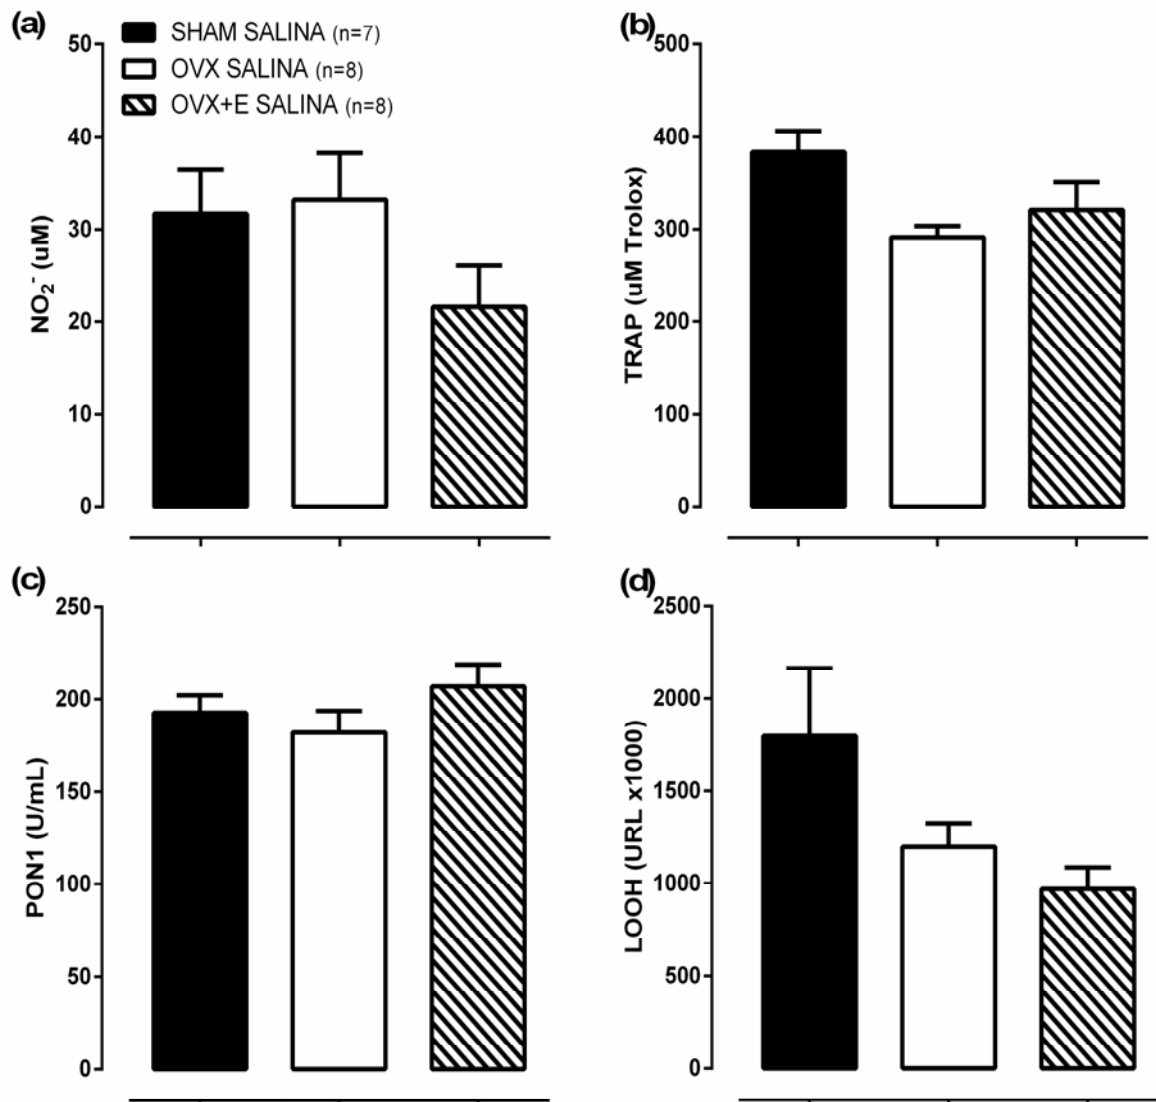 (a)
SHAM SALINA (n=7)
OVX SALINA (n=8)
OVX+E SALINA (n=8)
50
40
30
20
10
0
NO₂⁻ (uM)
(b)
500
400
300
200
100
0
TRAP (uM Trolox)
(c)
250
200
150
100
50
0
PON1 (U/mL)
(d)
2500
2000
1500
1000
500
0
LOOH (URL x1000)